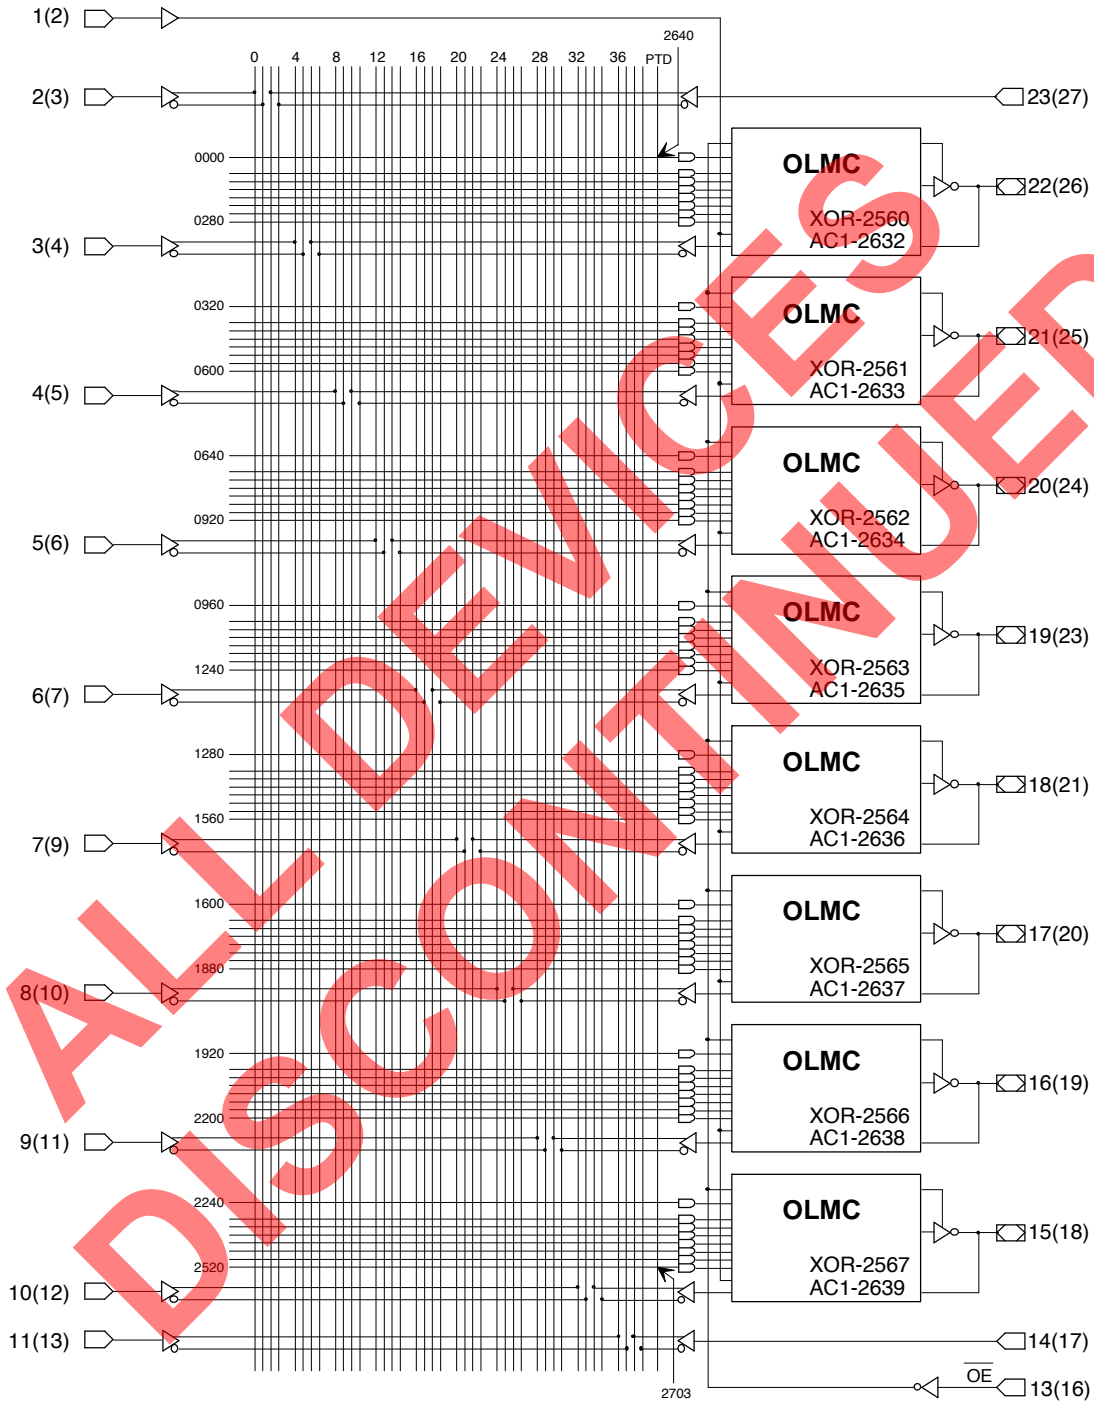 1(2)
2640
0 4 8 12 16 20 24 28 32 36 PTD
2(3)
23(27)
0000
OLMC
22(26)
XOR-2560
0280
AC1-2632
3(4)
0320
OLMC
21(25)
XOR-2561
0600
AC1-2633
4(5)
0640
OLMC
20(24)
XOR-2562
0920
AC1-2634
5(6)
0960
OLMC
19(23)
XOR-2563
1240
AC1-2635
6(7)
1280
OLMC
18(21)
XOR-2564
1560
AC1-2636
7(9)
1600
OLMC
17(20)
XOR-2565
1880
AC1-2637
8(10)
1920
OLMC
16(19)
XOR-2566
2200
AC1-2638
9(11)
2240
OLMC
15(18)
XOR-2567
2520
AC1-2639
10(12)
11(13)
14(17)
OE
2703
13(16)
ALL DEVICES
DISCONTINUED